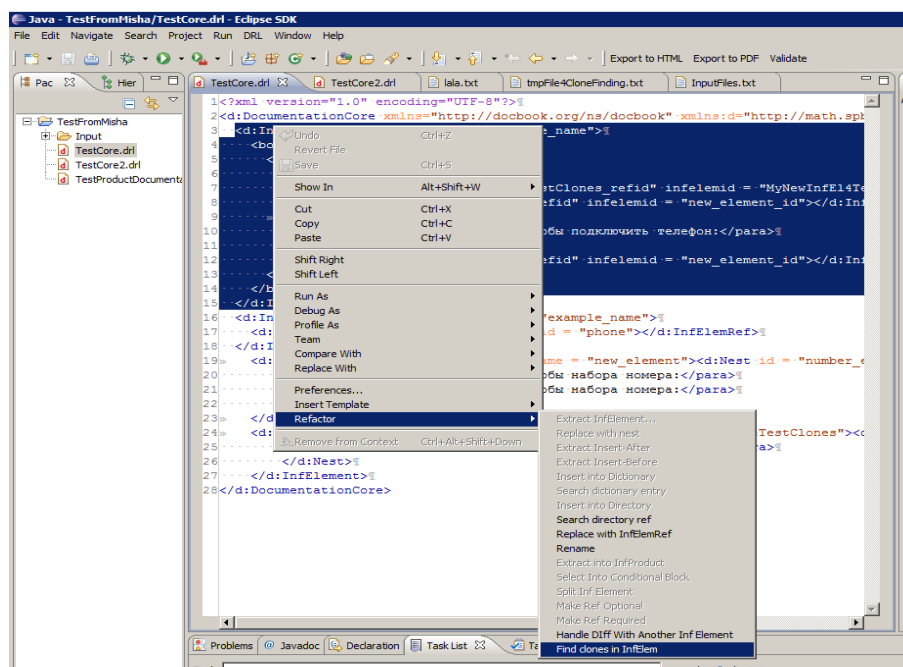 Java - TestFromMisha/TestCore.drl - Eclipse SDK
File Edit Navigate Search Project Run DRL Window Help
Export to HTML Export to PDF Validate
Pac Hier
TestCore.drl TestCore2.drl lala.txt tmpFile4CloneFinding.txt InputFiles.txt
TestFromMisha
Input
TestCore.drl
TestCore2.drl
TestProductDocumenta
1 <?xml version="1.0" encoding="UTF-8"?>
2 <d:DocumentationCore xmlns="http://docbook.org/ns/docbook" xmlns:d="http://math.spb
3 <d:In e_name">
4 <bo
5 <
6
7 stClones_refid" infelemid = "MyNewInfEl4Te
8 efid" infelemid = "new_element_id"></d:Inf
9
10 обы подключить телефон:</para>
11
12 efid" infelemid = "new_element_id"></d:Inf
13 <
14 </b
15 </d:I
16 <d:In "example_name">
17 <d: d = "phone"></d:InfElemRef>
18 </d:I
19 <d: me = "new_element"><d:Nest id = "number_e
20 обы набора номера:</para>
21 обы набора номера:</para>
22
23 </d
24 <d: TestClones"><d
25 a>
26 </d:Nest>
27 </d:InfElement>
28 </d:DocumentationCore>
Undo Ctrl+Z
Revert File
Save Ctrl+S
Show In Alt+Shift+W
Cut Ctrl+X
Copy Ctrl+C
Paste Ctrl+V
Shift Right
Shift Left
Run As
Debug As
Profile As
Team
Compare With
Replace With
Preferences...
Insert Template
Refactor
Remove from Context Ctrl+Alt+Shift+Down
Extract InfElement...
Replace with nest
Extract Insert-After
Extract Insert-Before
Insert into Dictionary
Search dictionary entry
Insert into Directory
Search directory ref
Replace with InfElemRef
Rename
Extract into InfProduct
Select Into Conditional Block
Split Inf Element
Make Ref Optional
Make Ref Required
Handle DIff With Another Inf Element
Find clones in InfElem
Problems Javadoc Declaration Task List Ta